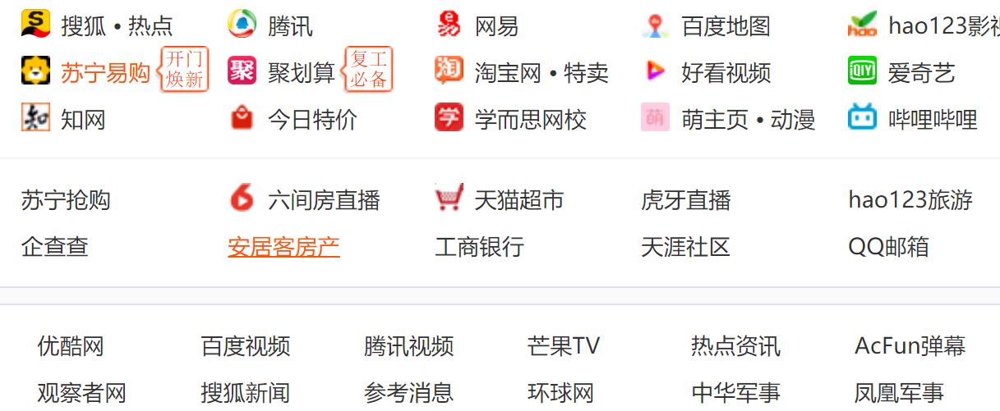 搜狐 • 热点 腾讯 网易 百度地图 hao123影视
苏宁易购 开门焕新 聚划算 复工必备 淘宝网 • 特卖 好看视频 爱奇艺
知网 今日特价 学而思网校 萌主页 • 动漫 哔哩哔哩
苏宁抢购 六间房直播 天猫超市 虎牙直播 hao123旅游
企查查 安居客房产 工商银行 天涯社区 QQ邮箱
优酷网 百度视频 腾讯视频 芒果TV 热点资讯 AcFun弹幕
观察者网 搜狐新闻 参考消息 环球网 中华军事 凤凰军事